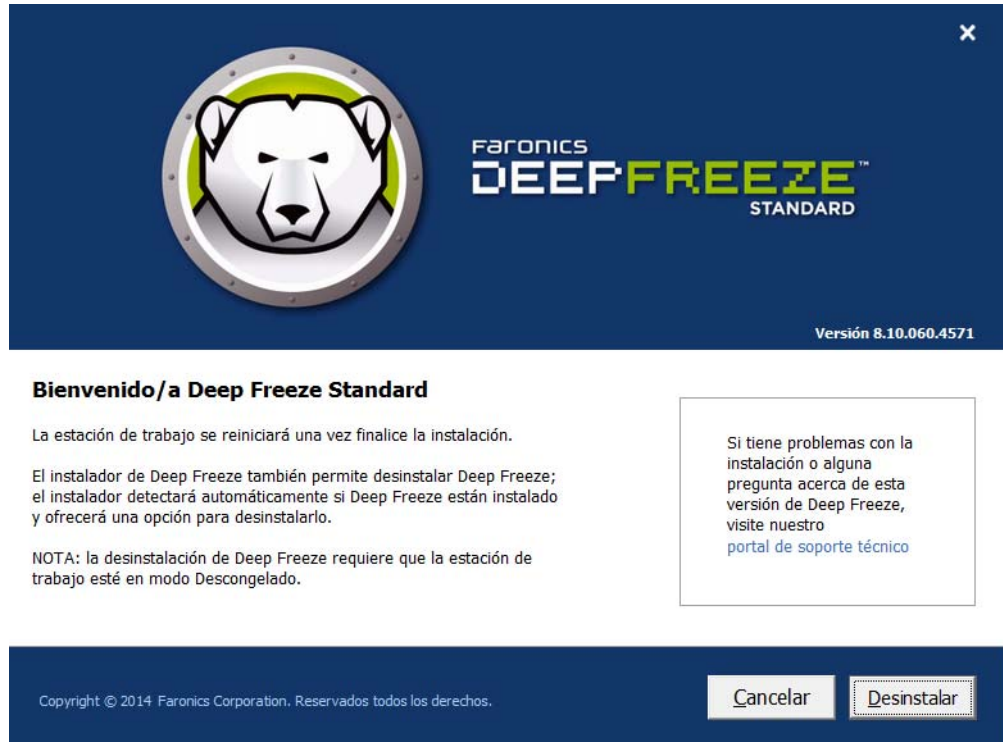 Faronics
DEEPFREEZE™
STANDARD
Versión 8.10.060.4571
Bienvenido/a Deep Freeze Standard
La estación de trabajo se reiniciará una vez finalice la instalación.
El instalador de Deep Freeze también permite desinstalar Deep Freeze;
el instalador detectará automáticamente si Deep Freeze están instalado
y ofrecerá una opción para desinstalarlo.
NOTA: la desinstalación de Deep Freeze requiere que la estación de
trabajo esté en modo Descongelado.
Si tiene problemas con la
instalación o alguna
pregunta acerca de esta
versión de Deep Freeze,
visite nuestro
portal de soporte técnico
Copyright © 2014 Faronics Corporation. Reservados todos los derechos.
Cancelar
Desinstalar